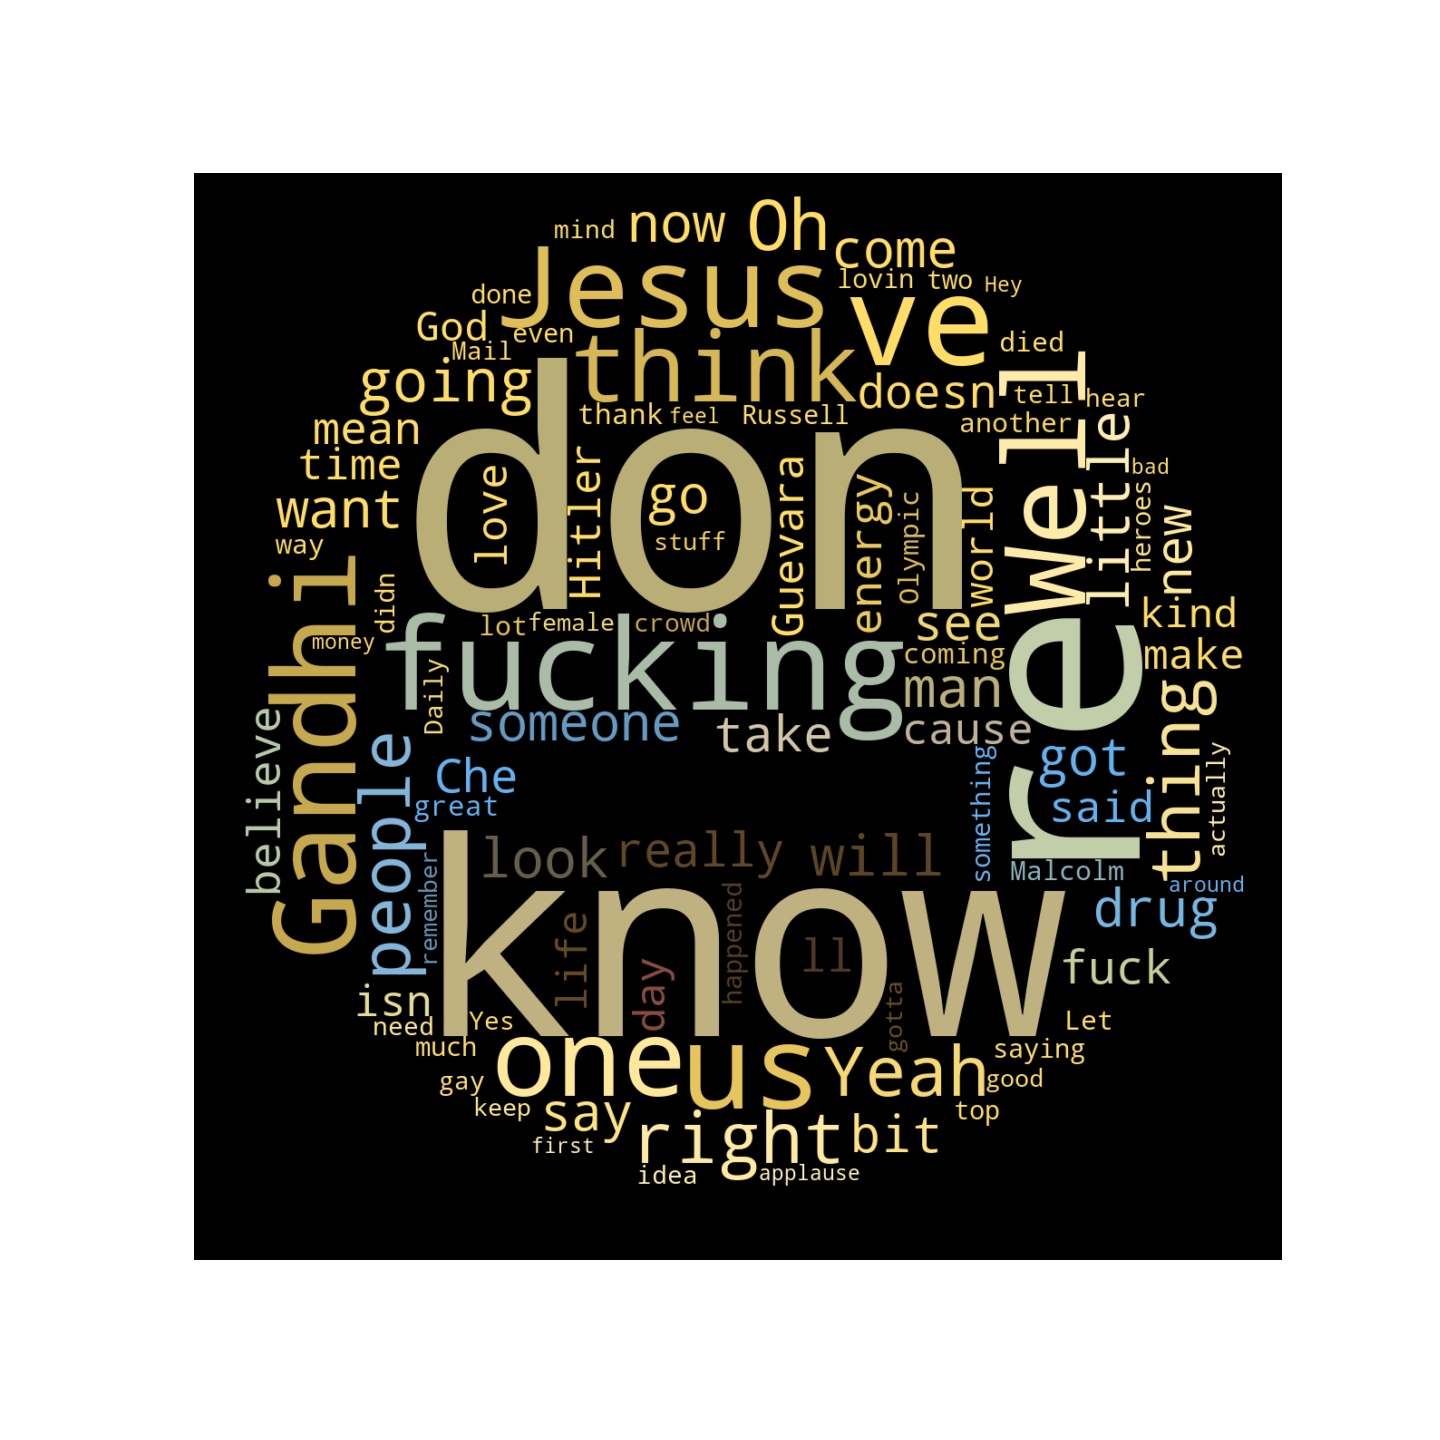 mind now Oh come
lovin two Hey
done Jesus ve
God even died
Mail think
going doesn tell hear
thank feel Russell another
mean don Well little
time bad
want love Hitler go Guevara energy Olympic world heroes new
way stuff
Gandhi didn lot female crowd see kind
money fucking coming make
Daily man re
believe someone take cause thing
people Che got actually
great something said
look really will Malcolm around
remember know drug
life day happened ll gotta fuck
isn
need Yes Let
much one us Yeah saying
gay good
keep say top
first right bit
idea applause